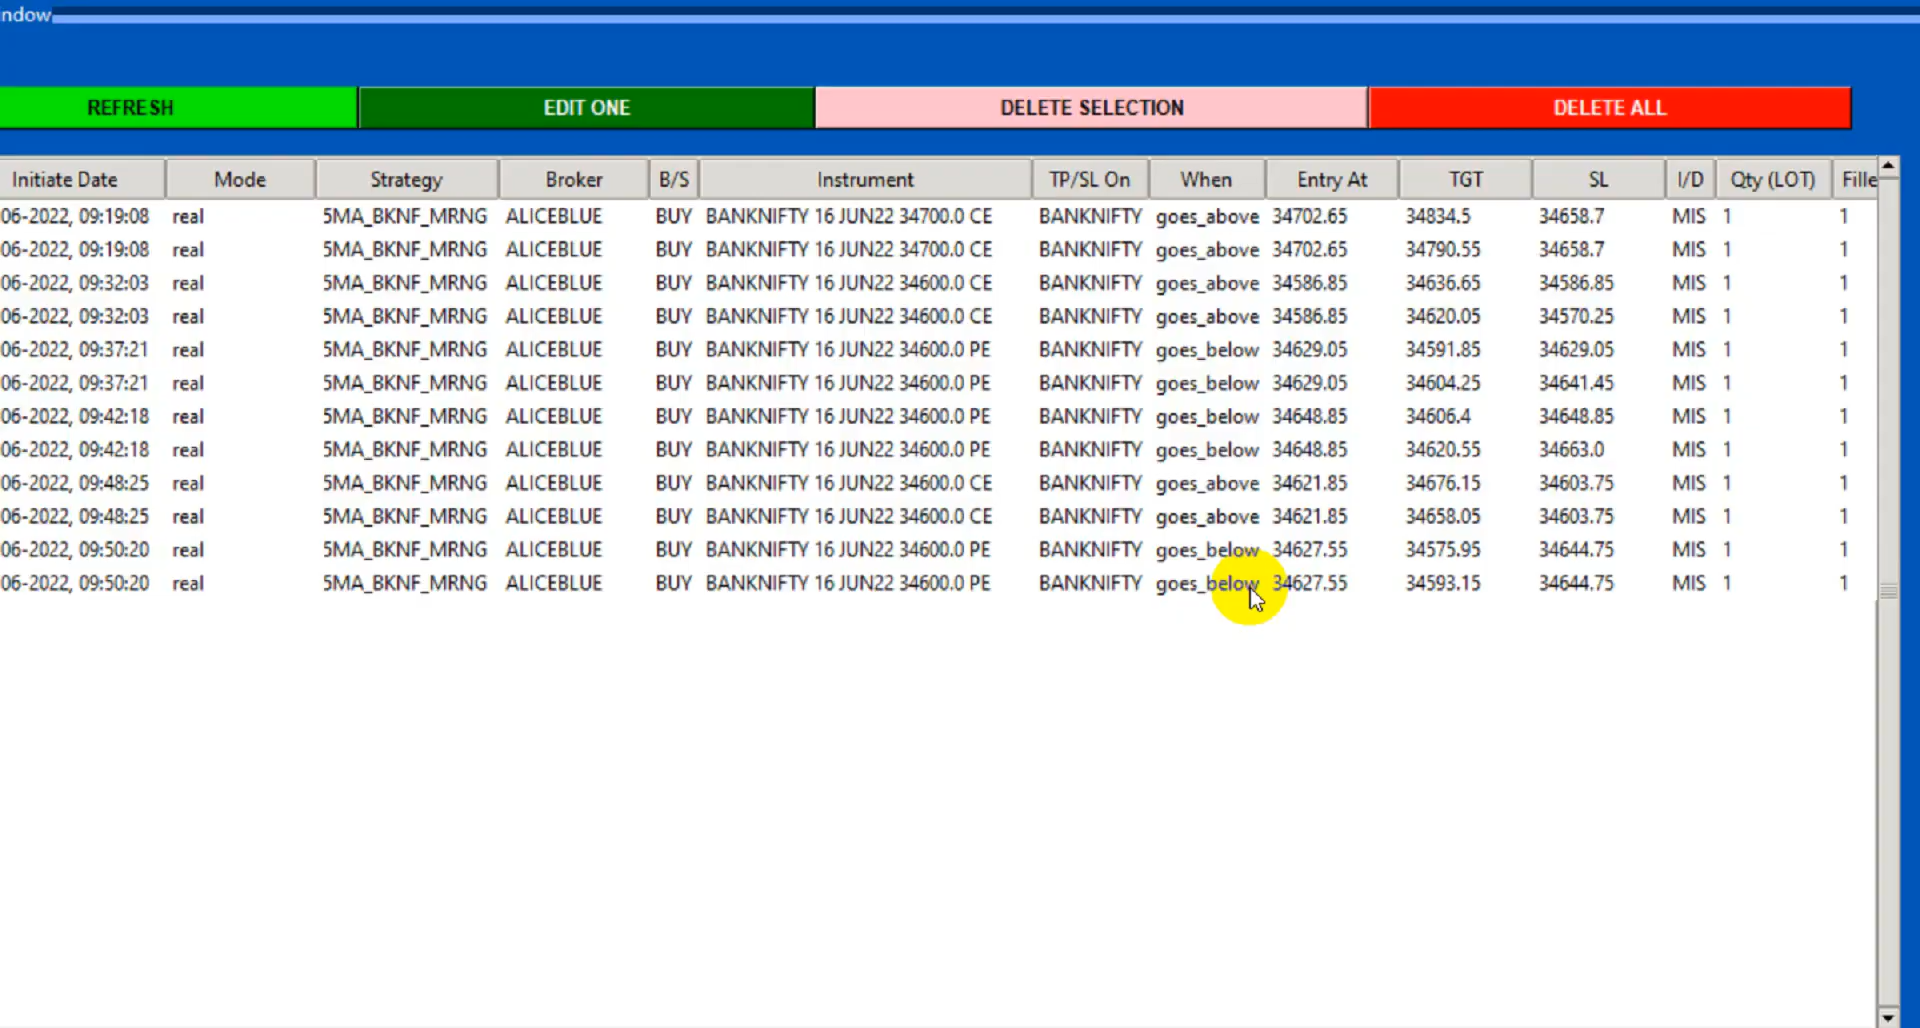 ndow
REFRESH EDIT ONE DELETE SELECTION DELETE ALL
Initiate Date Mode Strategy Broker B/S Instrument TP/SL On When Entry At TGT SL I/D Qty (LOT) Fille
06-2022, 09:19:08 real 5MA_BKNF_MRNG ALICEBLUE BUY BANKNIFTY 16 JUN22 34700.0 CE BANKNIFTY goes_above 34702.65 34834.5 34658.7 MIS 1 1
06-2022, 09:19:08 real 5MA_BKNF_MRNG ALICEBLUE BUY BANKNIFTY 16 JUN22 34700.0 CE BANKNIFTY goes_above 34702.65 34790.55 34658.7 MIS 1 1
06-2022, 09:32:03 real 5MA_BKNF_MRNG ALICEBLUE BUY BANKNIFTY 16 JUN22 34600.0 CE BANKNIFTY goes_above 34586.85 34636.65 34586.85 MIS 1 1
06-2022, 09:32:03 real 5MA_BKNF_MRNG ALICEBLUE BUY BANKNIFTY 16 JUN22 34600.0 CE BANKNIFTY goes_above 34586.85 34620.05 34570.25 MIS 1 1
06-2022, 09:37:21 real 5MA_BKNF_MRNG ALICEBLUE BUY BANKNIFTY 16 JUN22 34600.0 PE BANKNIFTY goes_below 34629.05 34591.85 34629.05 MIS 1 1
06-2022, 09:37:21 real 5MA_BKNF_MRNG ALICEBLUE BUY BANKNIFTY 16 JUN22 34600.0 PE BANKNIFTY goes_below 34629.05 34604.25 34641.45 MIS 1 1
06-2022, 09:42:18 real 5MA_BKNF_MRNG ALICEBLUE BUY BANKNIFTY 16 JUN22 34600.0 PE BANKNIFTY goes_below 34648.85 34606.4 34648.85 MIS 1 1
06-2022, 09:42:18 real 5MA_BKNF_MRNG ALICEBLUE BUY BANKNIFTY 16 JUN22 34600.0 PE BANKNIFTY goes_below 34648.85 34620.55 34663.0 MIS 1 1
06-2022, 09:48:25 real 5MA_BKNF_MRNG ALICEBLUE BUY BANKNIFTY 16 JUN22 34600.0 CE BANKNIFTY goes_above 34621.85 34676.15 34603.75 MIS 1 1
06-2022, 09:48:25 real 5MA_BKNF_MRNG ALICEBLUE BUY BANKNIFTY 16 JUN22 34600.0 CE BANKNIFTY goes_above 34621.85 34658.05 34603.75 MIS 1 1
06-2022, 09:50:20 real 5MA_BKNF_MRNG ALICEBLUE BUY BANKNIFTY 16 JUN22 34600.0 PE BANKNIFTY goes_below 34627.55 34575.95 34644.75 MIS 1 1
06-2022, 09:50:20 real 5MA_BKNF_MRNG ALICEBLUE BUY BANKNIFTY 16 JUN22 34600.0 PE BANKNIFTY goes_below 34627.55 34593.15 34644.75 MIS 1 1